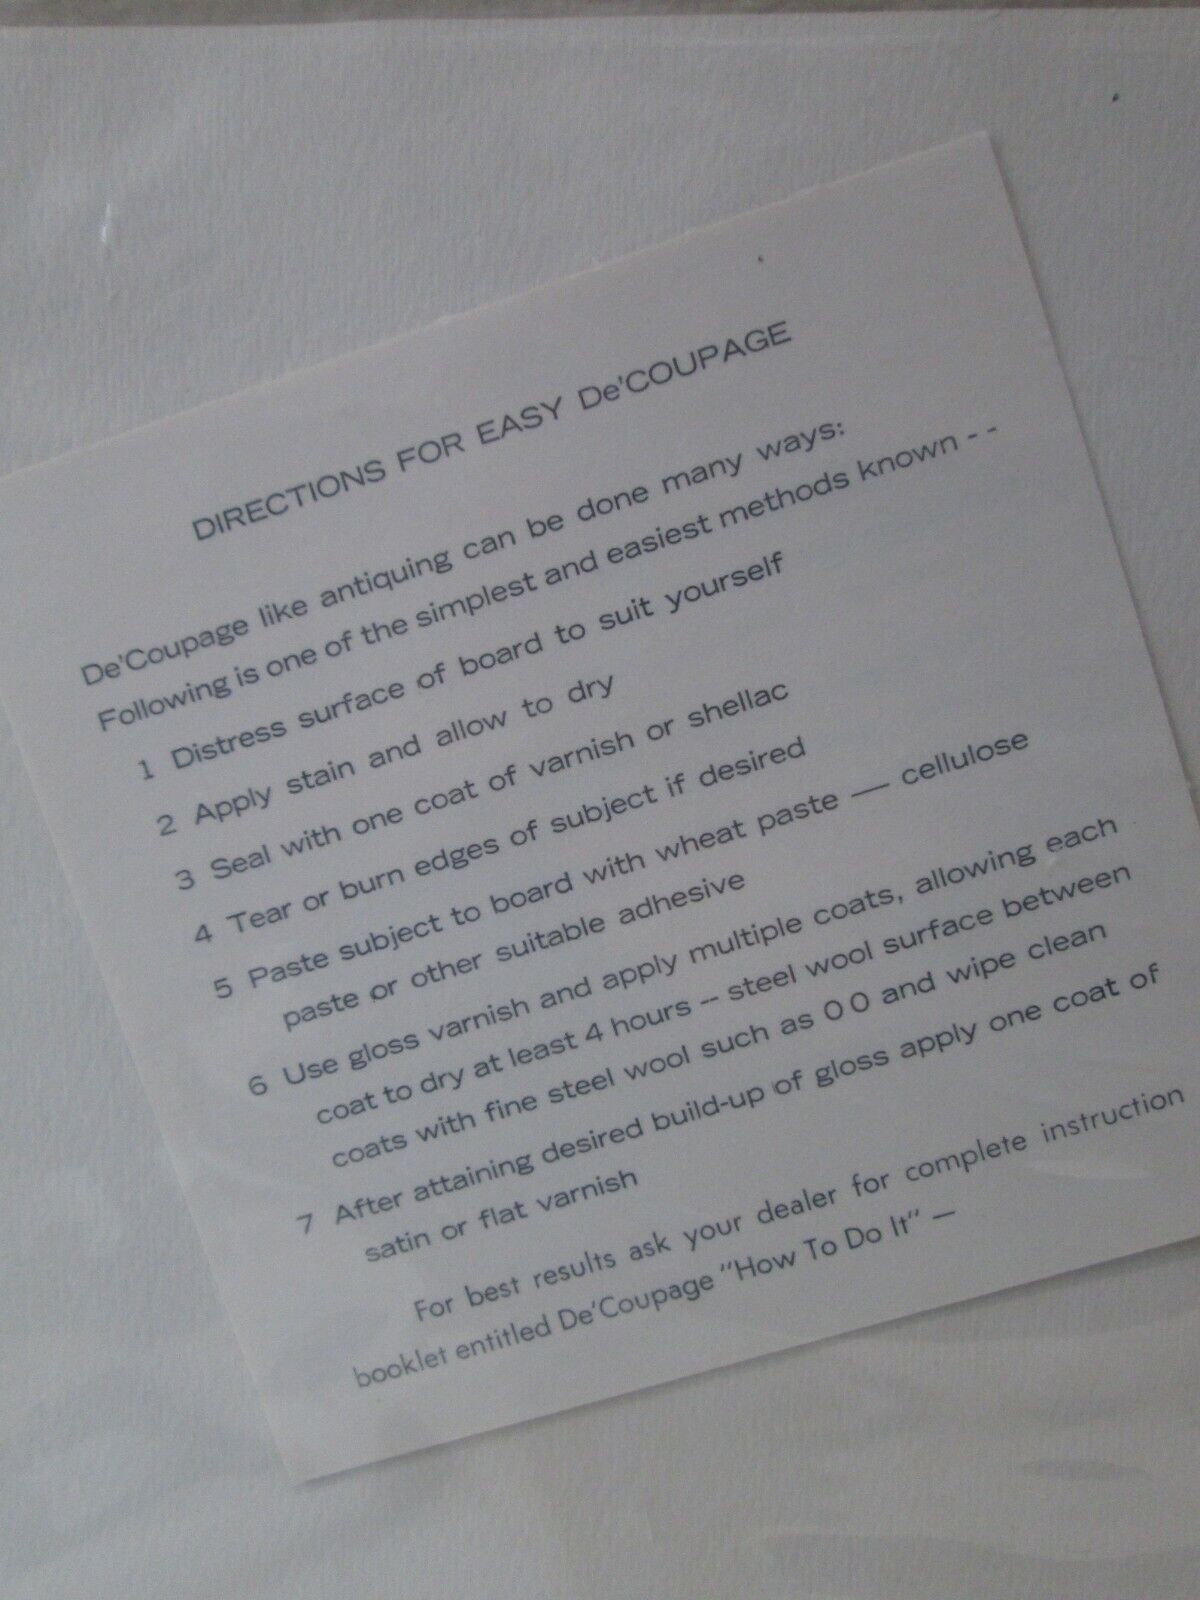 DIRECTIONS FOR EASY De'COUPAGE
De'Coupage like antiquing can be done many ways:
Following is one of the simplest and easiest methods known - -
1 Distress surface of board to suit yourself
2 Apply stain and allow to dry
3 Seal with one coat of varnish or shellac
4 Tear or burn edges of subject if desired
5 Paste subject to board with wheat paste — cellulose
paste or other suitable adhesive
6 Use gloss varnish and apply multiple coats, allowing each
coat to dry at least 4 hours -- steel wool surface between
coats with fine steel wool such as 0 0 and wipe clean
7 After attaining desired build-up of gloss apply one coat of
satin or flat varnish
For best results ask your dealer for complete instruction
booklet entitled De'Coupage "How To Do It" —